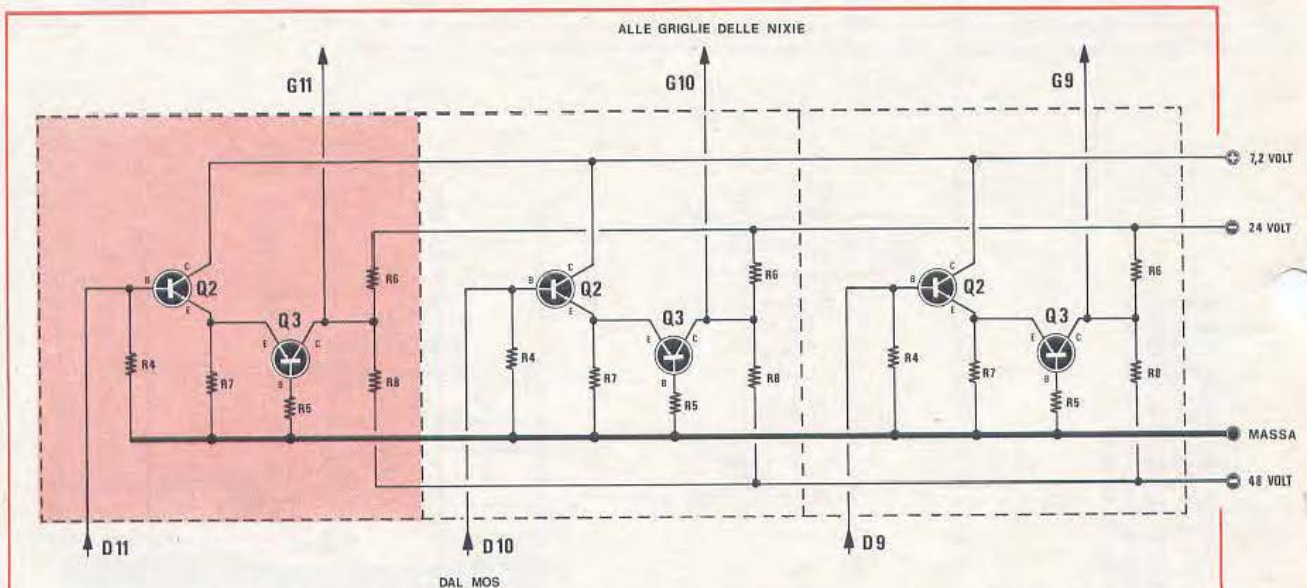 ALLE GRIGLIE DELLE NIXIE
G11
G10
G9
+ 7,2 VOLT
- 24 VOLT
C
B
Q2
E
R6
Q3
E
C
B
R4
R7
R5
R8
C
B
Q2
E
R6
Q3
E
C
B
R4
R7
R5
R8
C
B
Q2
E
R6
Q3
E
C
B
R4
R7
R5
R8
MASSA
- 48 VOLT
D11
D10
D9
DAL MOS